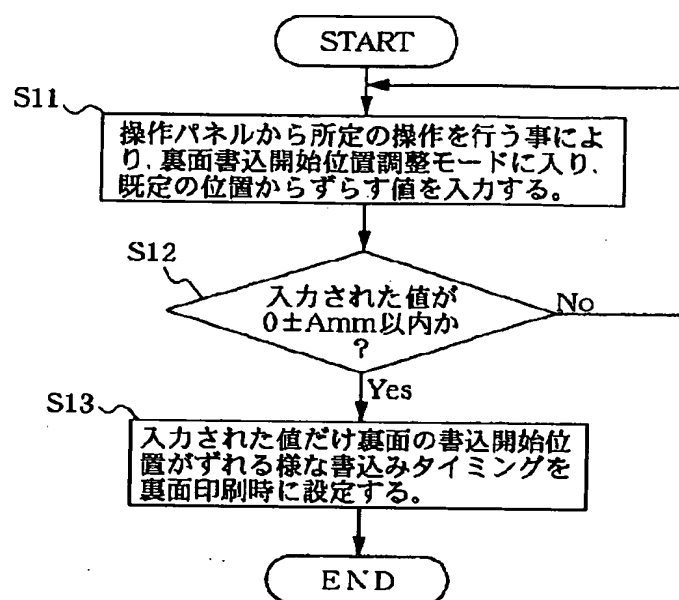 START
S11
操作パネルから所定の操作を行う事によ
り、裏面書込開始位置調整モードに入り、
既定の位置からずらす値を入力する。
S12
入力された値が
0±Amm以内か
?
No
Yes
S13
入力された値だけ裏面の書込開始位
置がずれる様な書込みタイミングを
裏面印刷時に設定する。
END